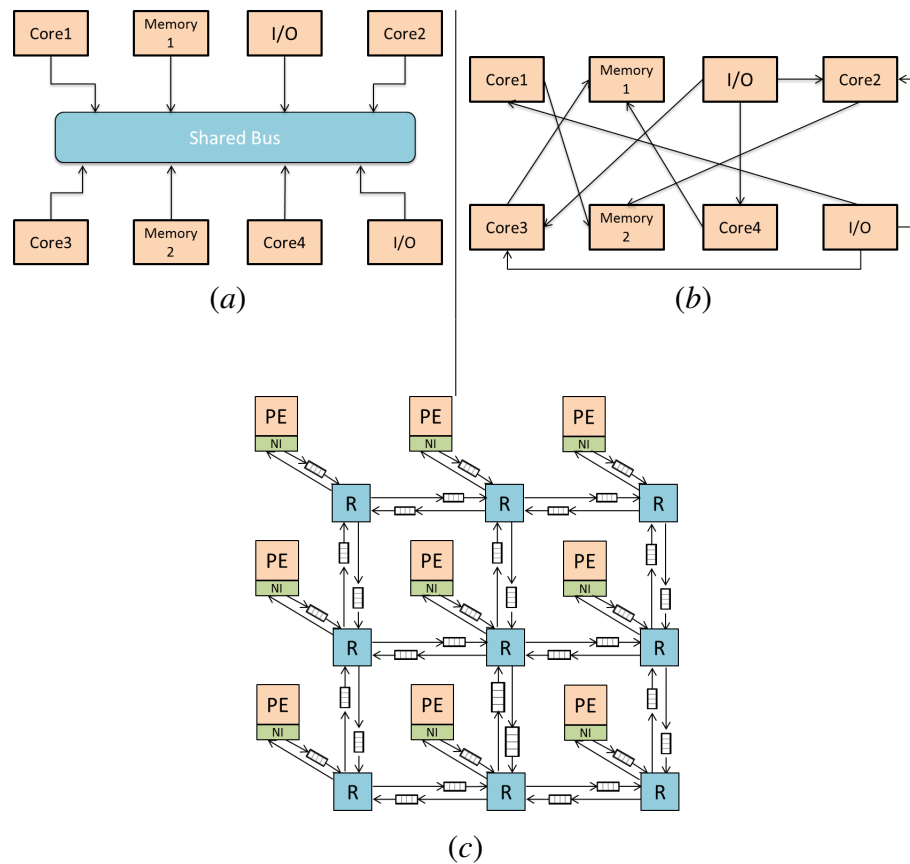 Core1 Memory 1 I/O Core2
Shared Bus
Core3 Memory 2 Core4 I/O
(a)
Core1 Memory 1 I/O Core2
Core3 Memory 2 Core4 I/O
(b)
PE PE PE
NI NI NI
R R R
PE PE PE
NI NI NI
R R R
PE PE PE
NI NI NI
R R R
(c)